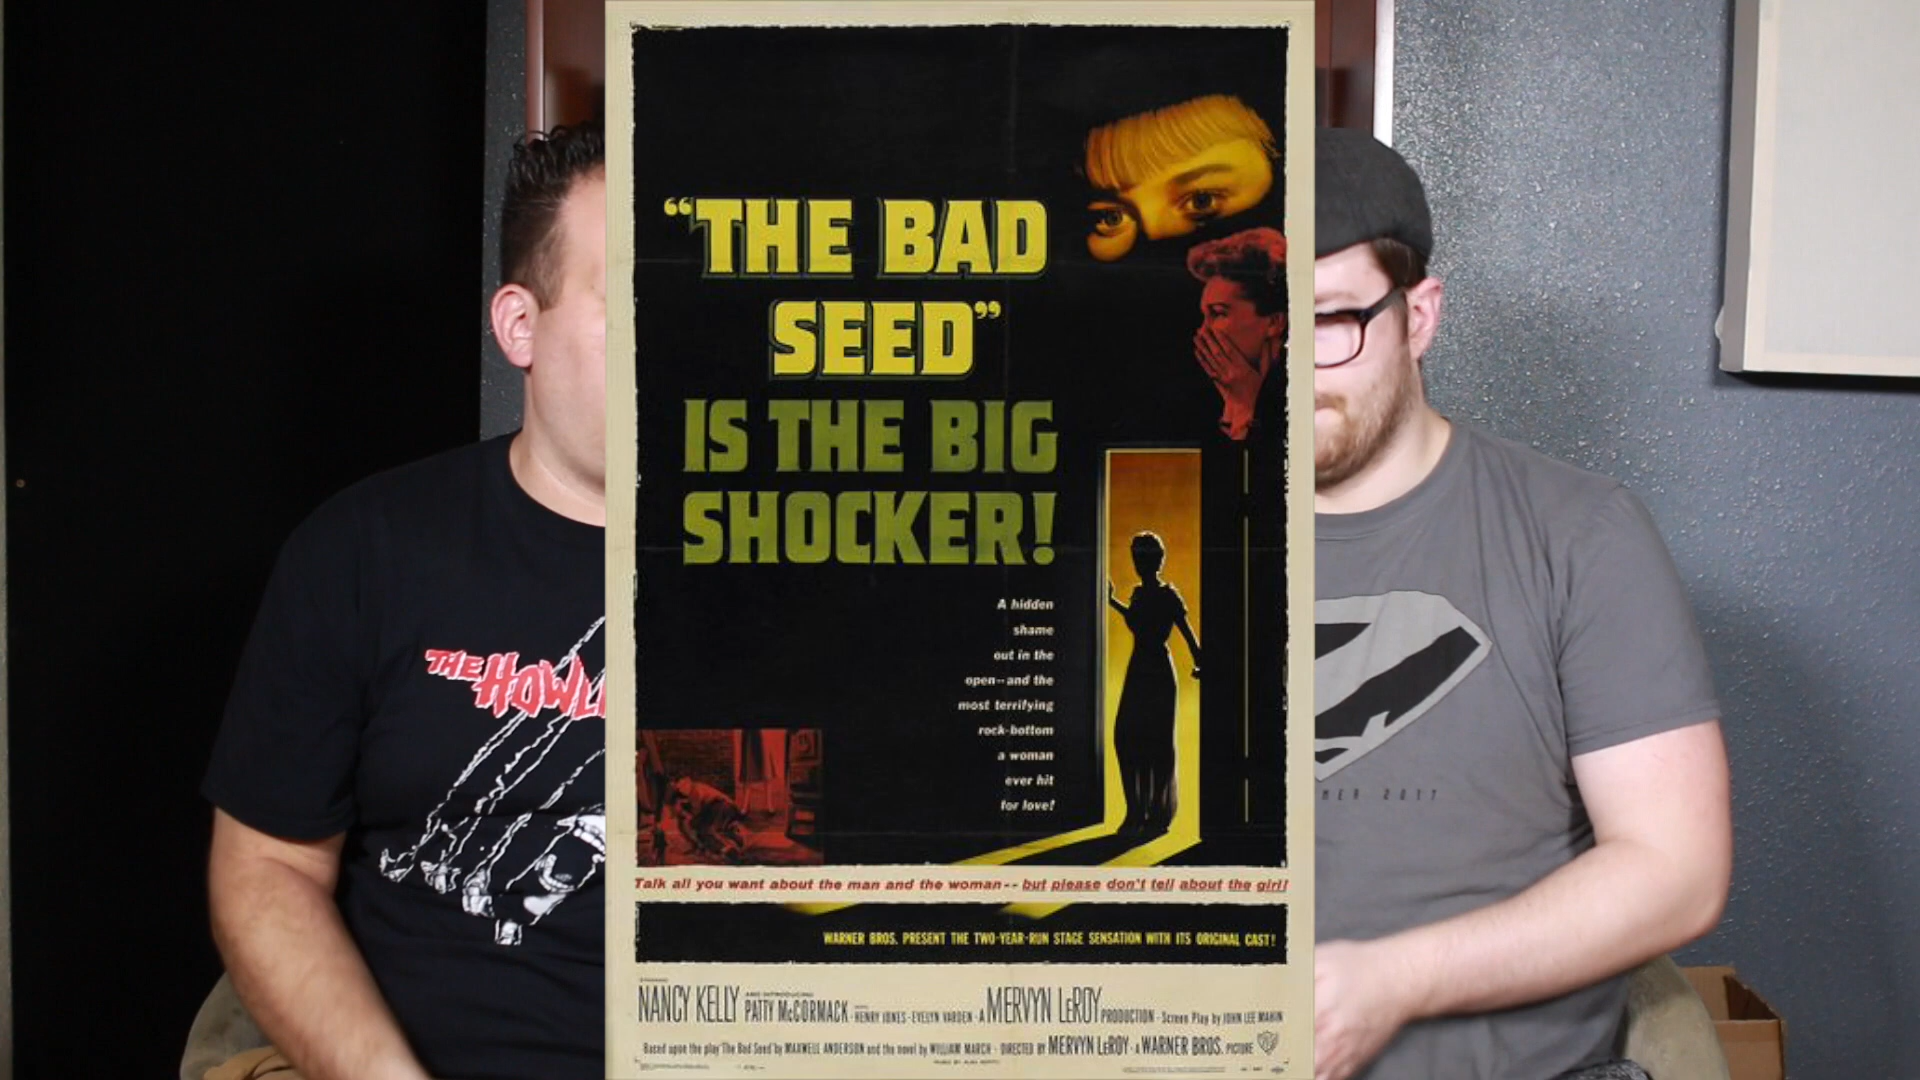 “THE BAD
SEED”
IS THE BIG
SHOCKER!
A hidden
shame
out in the
open--and the
most terrifying
rock-bottom
a woman
ever hit
for love!
Talk all you want about the man and the woman-- but please don't tell about the girl!
WARNER BROS. PRESENT THE TWO-YEAR-RUN STAGE SENSATION WITH ITS ORIGINAL CAST!
NANCY KELLY AND INTRODUCING PATTY McCORMACK · HENRY JONES · EVELYN VARDEN · A MERVYN LeROY PRODUCTION · Screen Play by JOHN LEE MAHIN
Based upon the play 'The Bad Seed' by MAXWELL ANDERSON and the novel by WILLIAM MARCH · DIRECTED BY MERVYN LeROY · A WARNER BROS. PICTURE
THE HOWL
2017